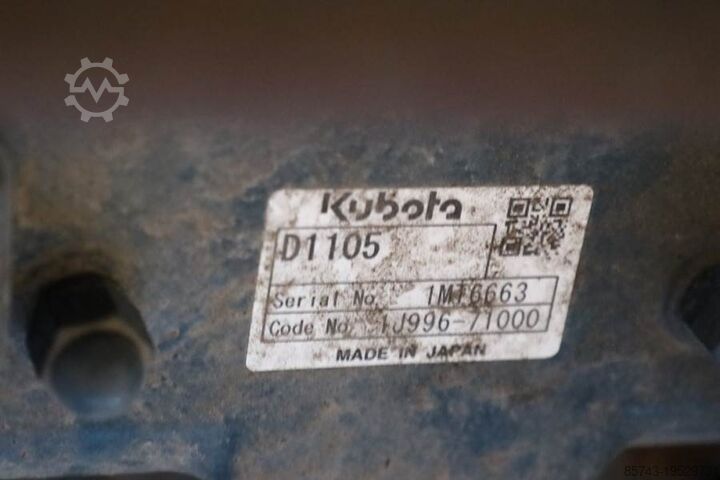 Kubota
D1105
Serial No. 1MT6663
Code No. 1J996-71000
MADE IN JAPAN